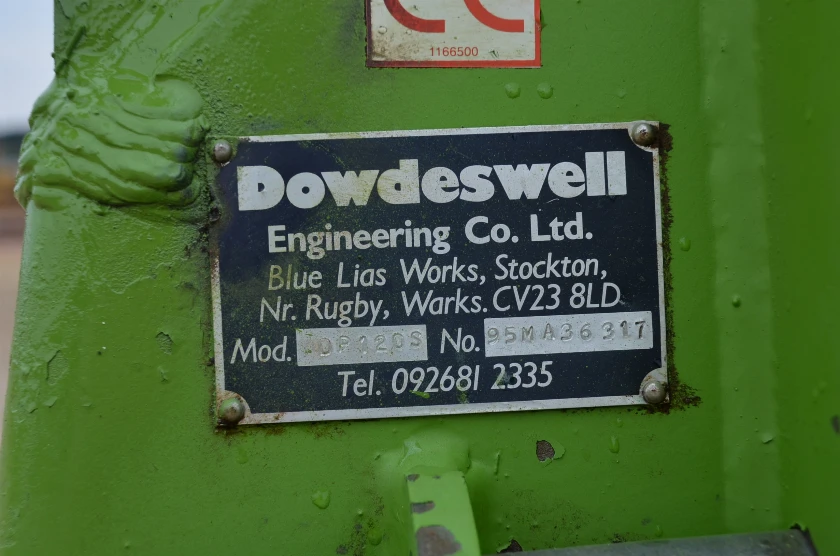 CC
1166500
Dowdeswell
Engineering Co. Ltd.
Blue Lias Works, Stockton,
Nr. Rugby, Warks. CV23 8LD
Mod. No. 95MA36317
Tel. 092681 2335